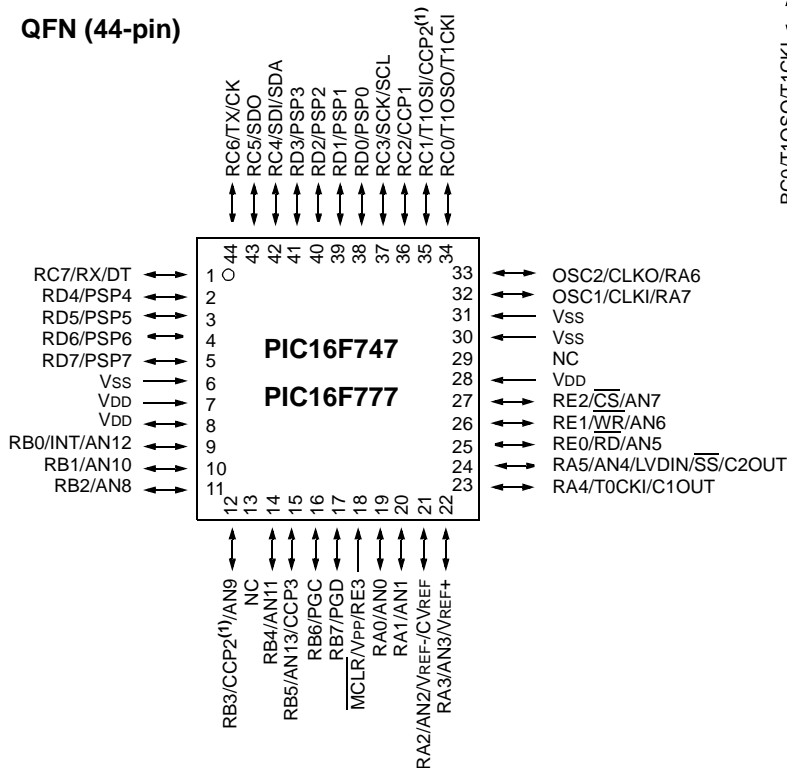 QFN (44-pin)
RC6/TX/CK
RC5/SDO
RC4/SDI/SDA
RD3/PSP3
RD2/PSP2
RD1/PSP1
RD0/PSP0
RC3/SCK/SCL
RC2/CCP1
RC1/T1OSI/CCP2(1)
RC0/T1OSO/T1CKI
RC0/T1OSO/T1CKI
44
43
42
41
40
39
38
37
36
35
34
RC7/RX/DT 1
RD4/PSP4 2
RD5/PSP5 3
RD6/PSP6 4
RD7/PSP7 5
VSS 6
VDD 7
VDD 8
RB0/INT/AN12 9
RB1/AN10 10
RB2/AN8 11
PIC16F747
PIC16F777
33 OSC2/CLKO/RA6
32 OSC1/CLKI/RA7
31 VSS
30 VSS
29 NC
28 VDD
27 RE2/CS/AN7
26 RE1/WR/AN6
25 RE0/RD/AN5
24 RA5/AN4/LVDIN/SS/C2OUT
23 RA4/T0CKI/C1OUT
12
13
14
15
16
17
18
19
20
21
22
RB3/CCP2(1)/AN9
NC
RB4/AN11
RB5/AN13/CCP3
RB6/PGC
RB7/PGD
MCLR/VPP/RE3
RA0/AN0
RA1/AN1
RA2/AN2/VREF-/CVREF
RA3/AN3/VREF+